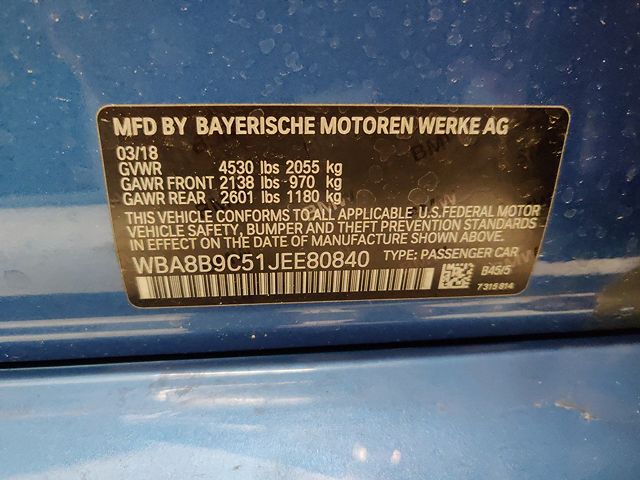 MFD BY BAYERISCHE MOTOREN WERKE AG
03/18
GVWR 4530 lbs 2055 kg
GAWR FRONT 2138 lbs 970 kg
GAWR REAR 2601 lbs 1180 kg
THIS VEHICLE CONFORMS TO ALL APPLICABLE U.S.FEDERAL MOTOR
VEHICLE SAFETY, BUMPER AND THEFT PREVENTION STANDARDS
IN EFFECT ON THE DATE OF MANUFACTURE SHOWN ABOVE.
WBA8B9C51JEE80840 TYPE: PASSENGER CAR
B45/5
7315814